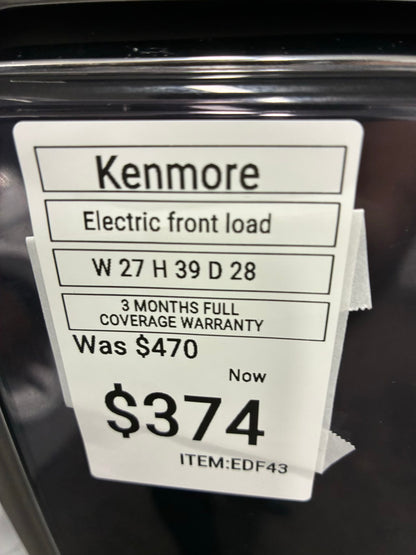 Kenmore
Electric front load
W 27 H 39 D 28
3 MONTHS FULL
COVERAGE WARRANTY
Was $470
Now
$374
ITEM:EDF43